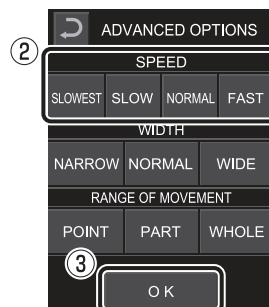 ADVANCED OPTIONS
②
SPEED
SLOWEST SLOW NORMAL FAST
WIDTH
NARROW NORMAL WIDE
RANGE OF MOVEMENT
POINT PART WHOLE
③
OK